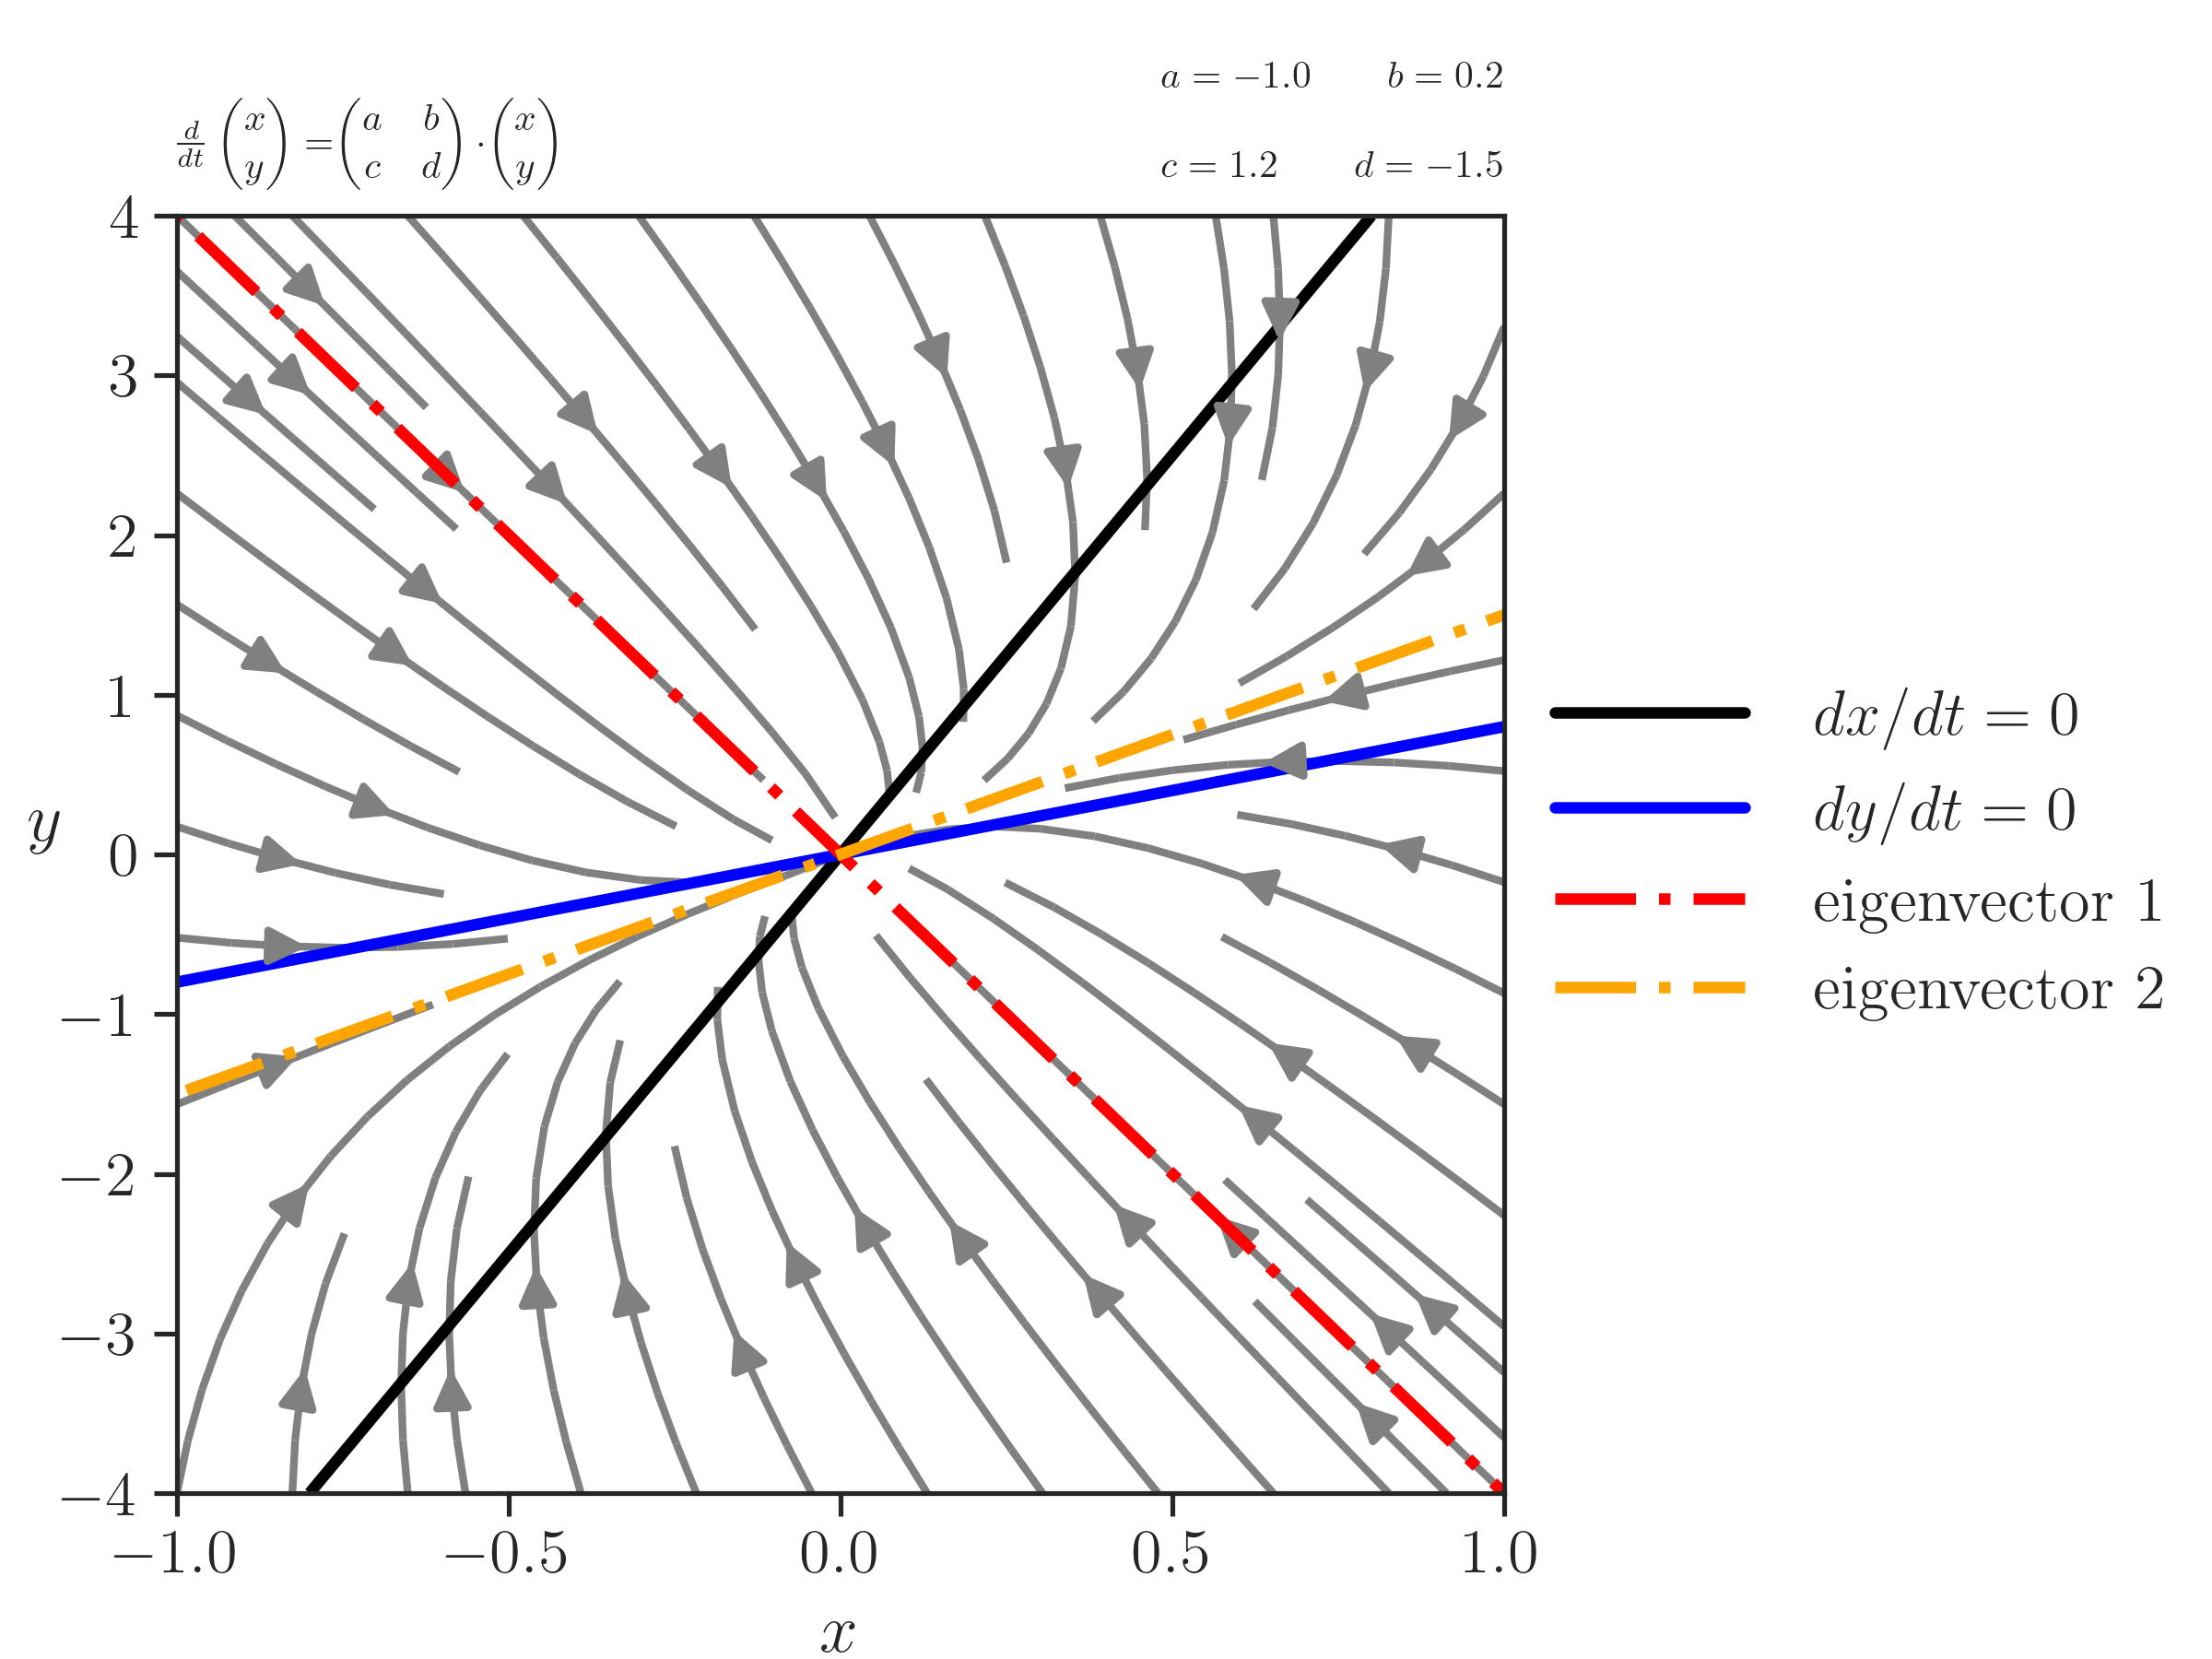 a = −1.0 b = 0.2
d/dt (x y) = (a b c d) · (x y)
c = 1.2 d = −1.5
4
3
2
1
0
−1
−2
−3
−4
y
−1.0 −0.5 0.0 0.5 1.0
x
dx/dt = 0
dy/dt = 0
eigenvector 1
eigenvector 2